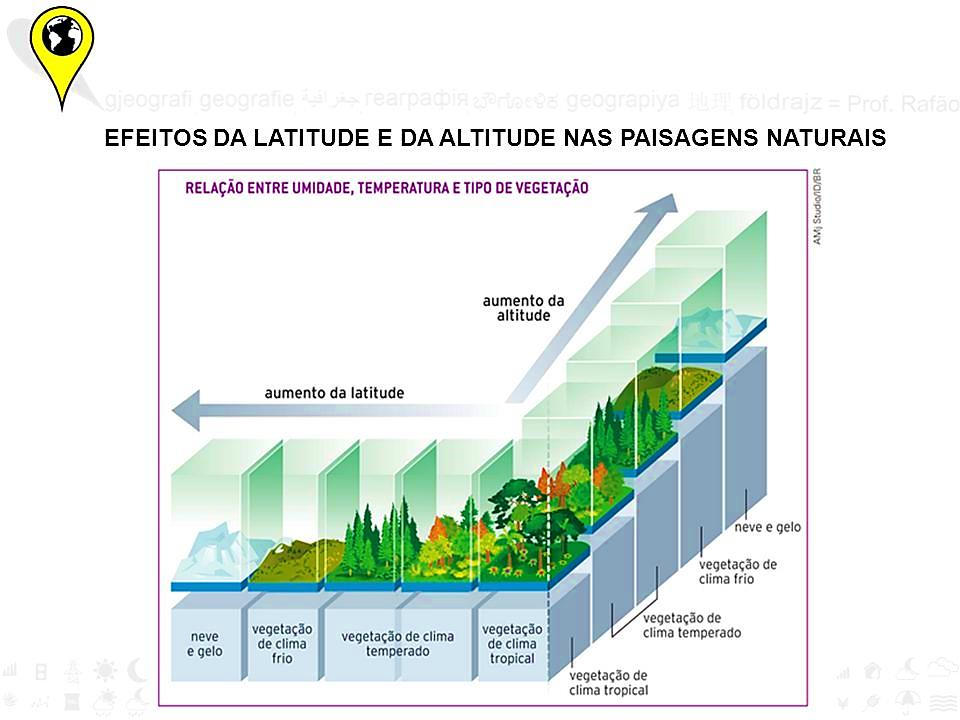 gjeografi geografie جغرافية география ಭೌಗೋಳಿಕ geograpiya 地理 földrajz = Prof. Rafão
EFEITOS DA LATITUDE E DA ALTITUDE NAS PAISAGENS NATURAIS
RELAÇÃO ENTRE UMIDADE, TEMPERATURA E TIPO DE VEGETAÇÃO
AMj Studio/ID/BR
aumento da
altitude
aumento da latitude
neve e gelo
vegetação de
clima frio
vegetação de
clima temperado
vegetação de
clima tropical
neve
e gelo
vegetação
de clima
frio
vegetação de clima
temperado
vegetação
de clima
tropical